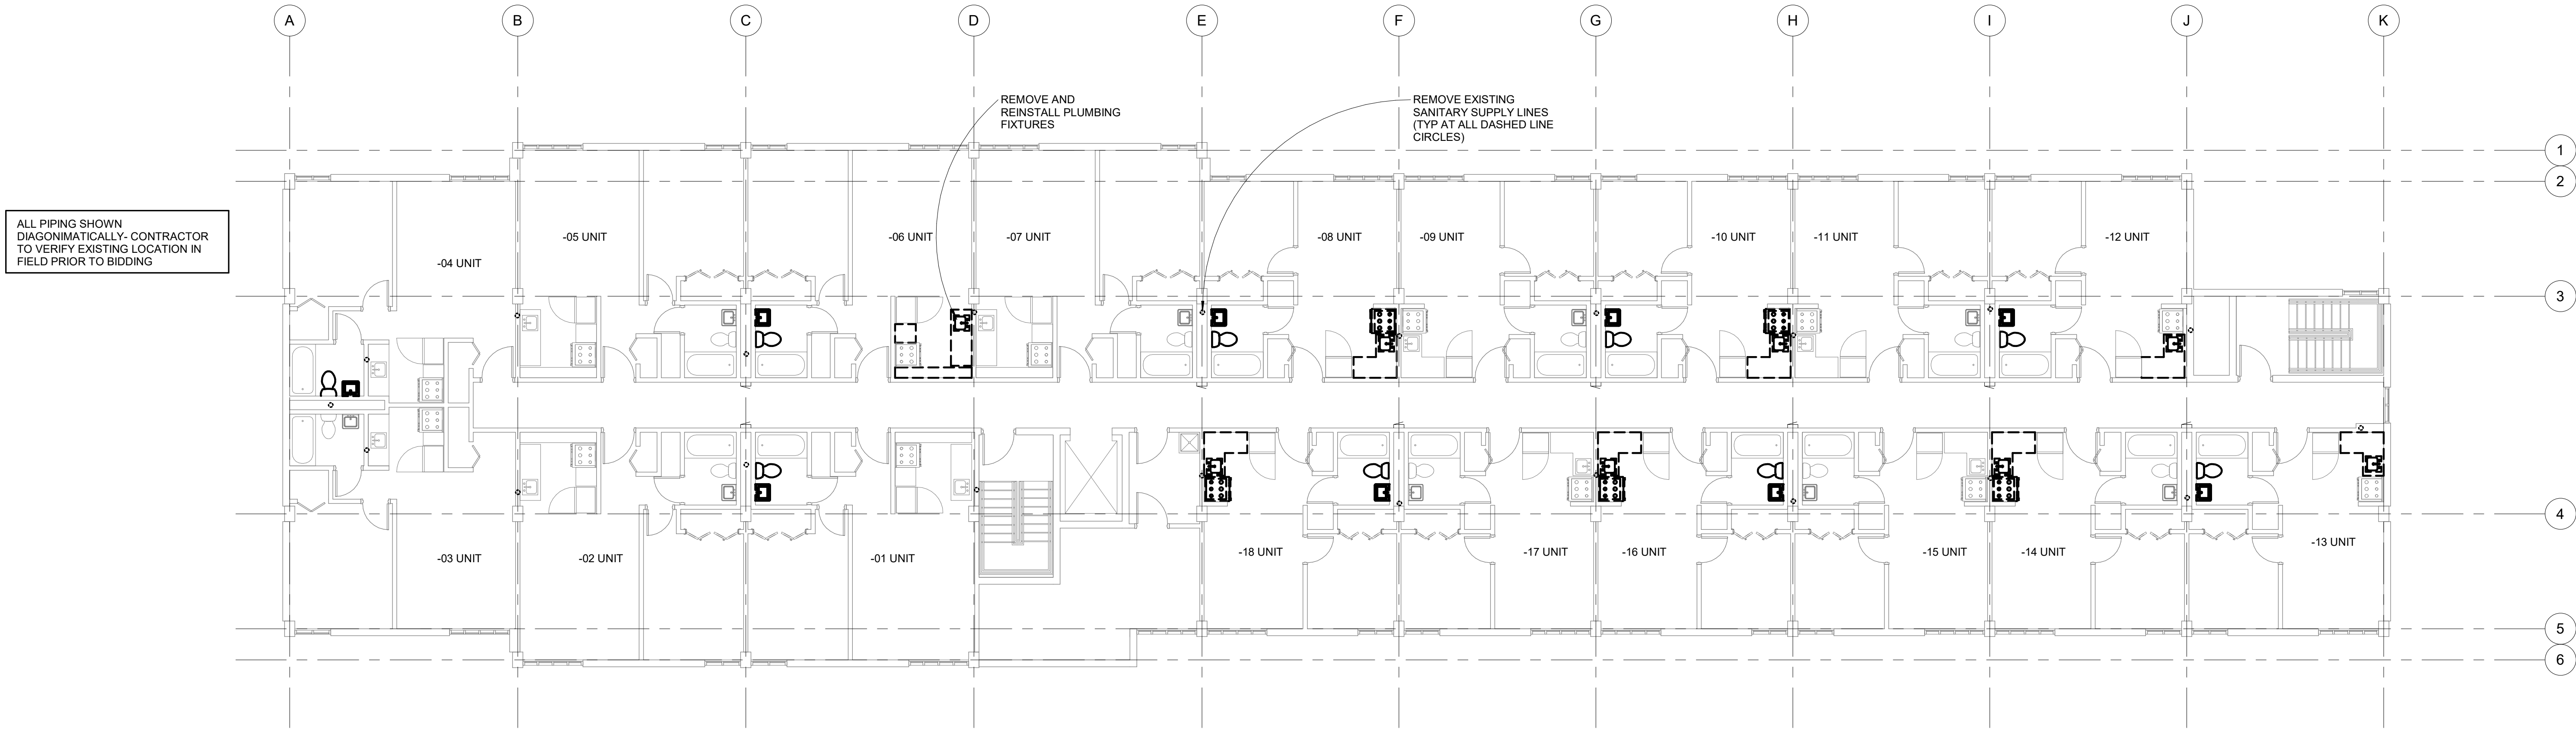 A
B
C
D
E
F
G
H
I
J
K
REMOVE AND
REINSTALL PLUMBING
FIXTURES
REMOVE EXISTING
SANITARY SUPPLY LINES
(TYP AT ALL DASHED LINE
CIRCLES)
1
2
ALL PIPING SHOWN
DIAGONIMATICALLY- CONTRACTOR
TO VERIFY EXISTING LOCATION IN
FIELD PRIOR TO BIDDING
-04 UNIT
-05 UNIT
-06 UNIT
-07 UNIT
-08 UNIT
-09 UNIT
-10 UNIT
-11 UNIT
-12 UNIT
3
4
-03 UNIT
-02 UNIT
-01 UNIT
-18 UNIT
-17 UNIT
-16 UNIT
-15 UNIT
-14 UNIT
-13 UNIT
5
6